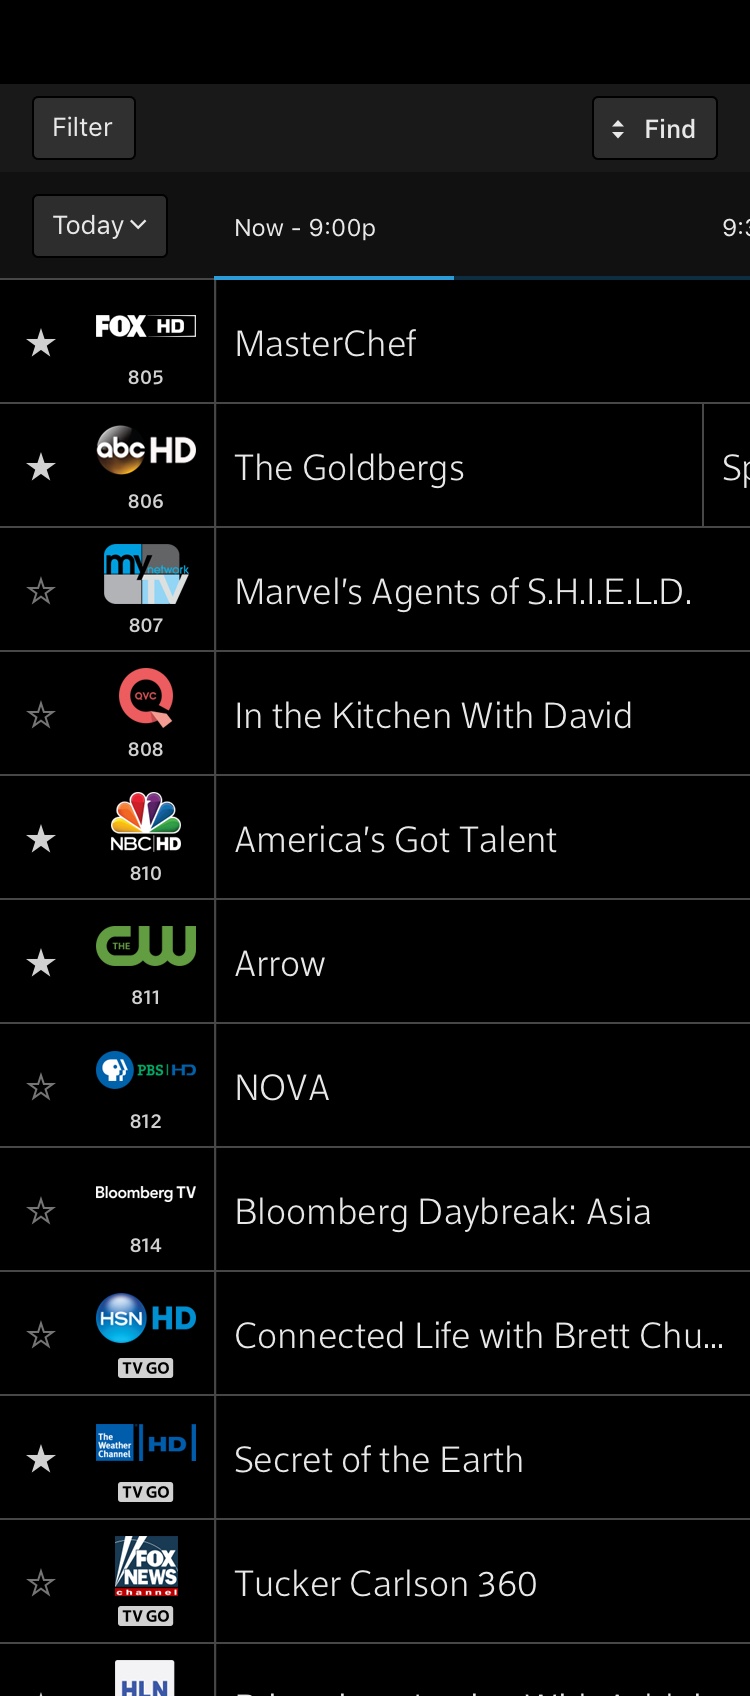 Filter
Find
Today
Now - 9:00p
9:3
FOX HD
805
MasterChef
abc HD
806
The Goldbergs
Sp
my network TV
807
Marvel's Agents of S.H.I.E.L.D.
QVC
808
In the Kitchen With David
NBC HD
810
America's Got Talent
THE CW
811
Arrow
PBS | HD
812
NOVA
Bloomberg TV
814
Bloomberg Daybreak: Asia
HSN HD
TV GO
Connected Life with Brett Chu...
The
Weather
Channel
HD
TV GO
Secret of the Earth
FOX
NEWS
channel
TV GO
Tucker Carlson 360
HLN